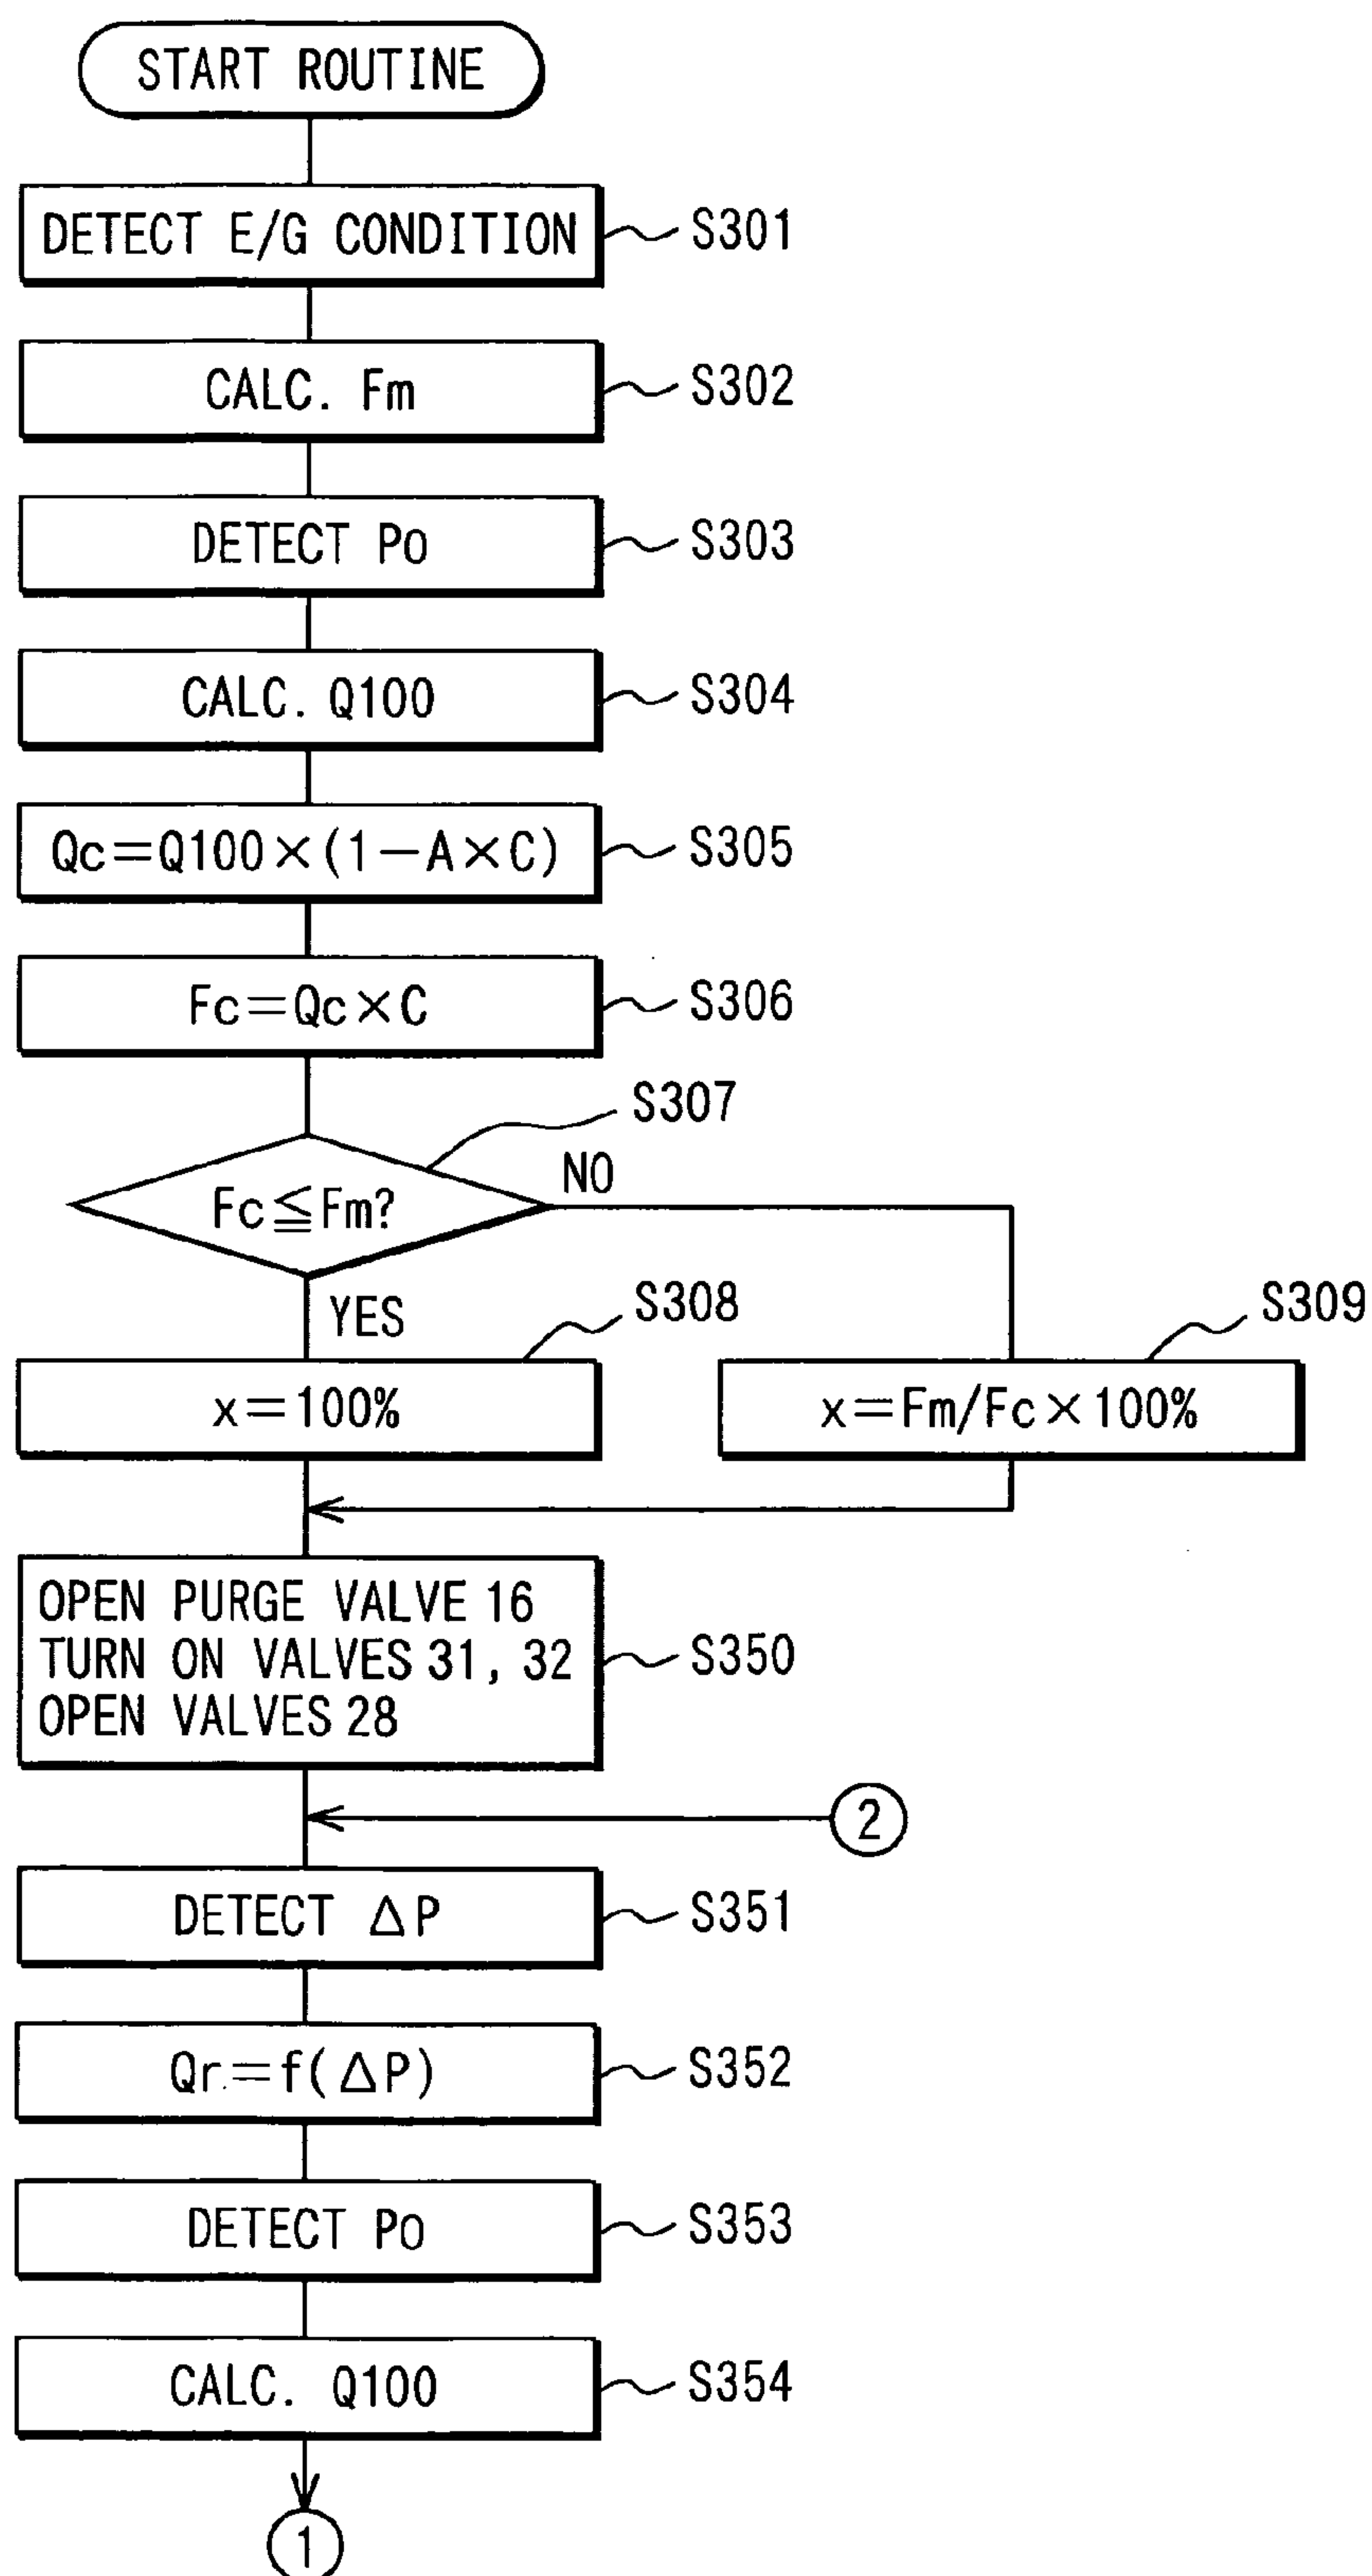 START ROUTINE
DETECT E/G CONDITION
S301
CALC. Fm
S302
DETECT Po
S303
CALC. Q100
S304
Qc=Q100×(1-A×C)
S305
Fc=Qc×C
S306
S307
Fc≦Fm?
NO
YES
S308
S309
x=100%
x=Fm/Fc×100%
OPEN PURGE VALVE 16
TURN ON VALVES 31, 32
OPEN VALVES 28
S350
2
DETECT ΔP
S351
Qr=f(ΔP)
S352
DETECT Po
S353
CALC. Q100
S354
1